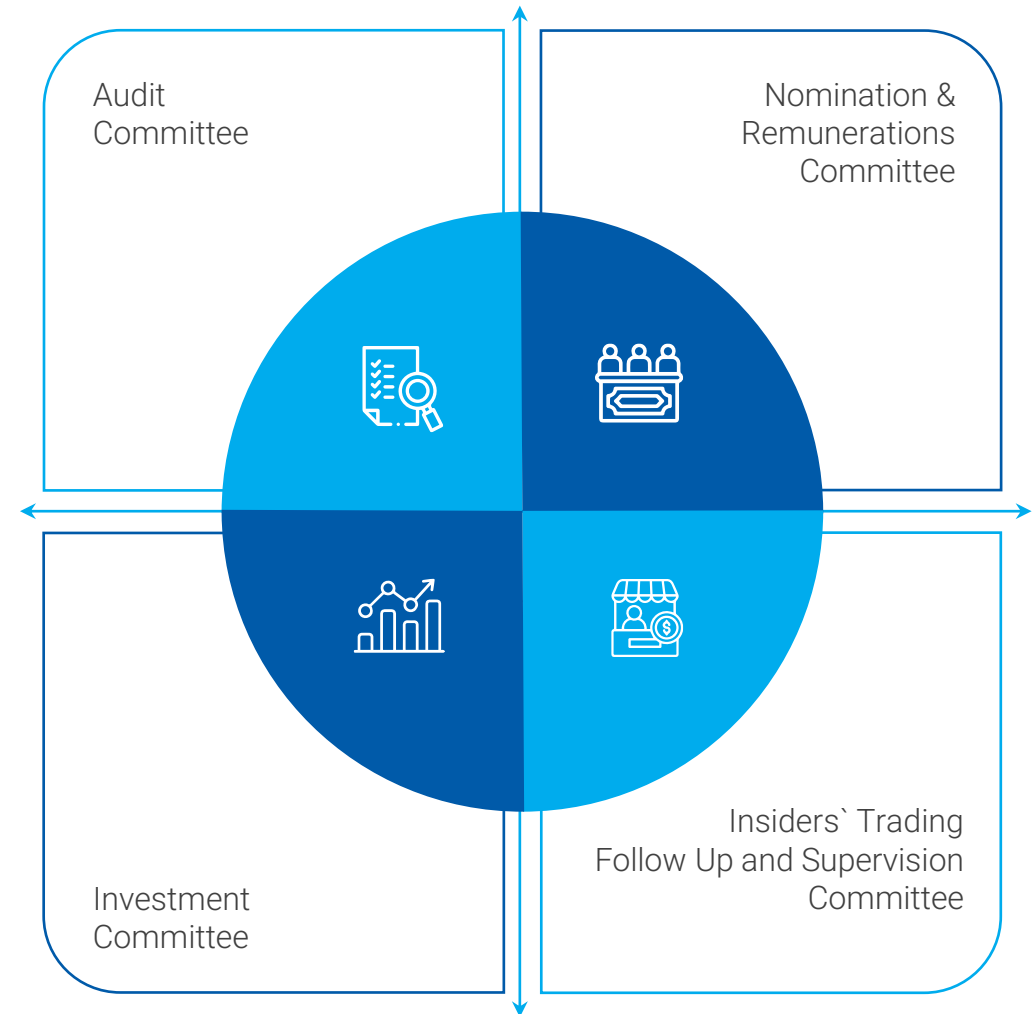 Audit
Committee
Nomination &
Remunerations
Committee
Investment
Committee
Insiders` Trading
Follow Up and Supervision
Committee